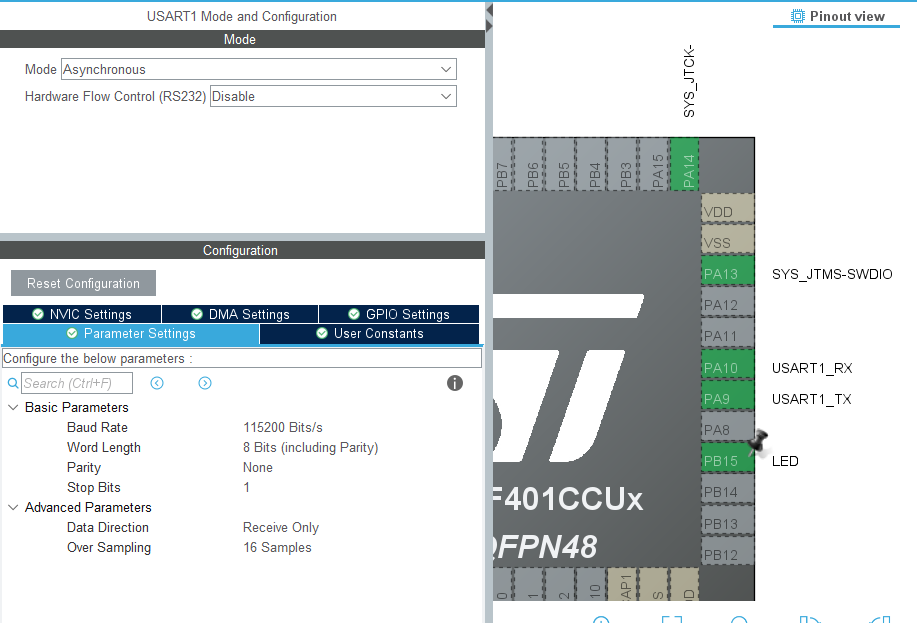 USART1 Mode and Configuration
Mode
Mode Asynchronous
Hardware Flow Control (RS232) Disable
Configuration
Reset Configuration
NVIC Settings DMA Settings GPIO Settings
Parameter Settings User Constants
Configure the below parameters :
Search (Ctrl+F)
Basic Parameters
Baud Rate 115200 Bits/s
Word Length 8 Bits (including Parity)
Parity None
Stop Bits 1
Advanced Parameters
Data Direction Receive Only
Over Sampling 16 Samples
Pinout view
SYS_JTCK-
PB7 PB6 PB5 PB4 PB3 PA15 PA14
VDD
VSS
PA13 SYS_JTMS-SWDIO
PA12
PA11
PA10 USART1_RX
PA9 USART1_TX
PA8
PB15 LED
PB14
F401CCUx
PB13
QFPN48
PB12
0 1 2 10 AP1 S D